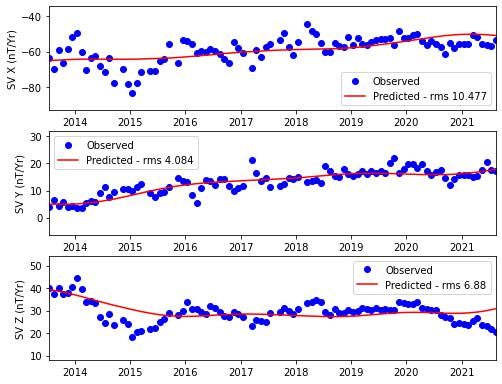 −40
−60
−80
SV X (nT/Yr)
Observed
Predicted - rms 10.477
2014 2015 2016 2017 2018 2019 2020 2021
30
20
10
0
SV Y (nT/Yr)
Observed
Predicted - rms 4.084
2014 2015 2016 2017 2018 2019 2020 2021
50
40
30
20
10
SV Z (nT/Yr)
Observed
Predicted - rms 6.88
2014 2015 2016 2017 2018 2019 2020 2021